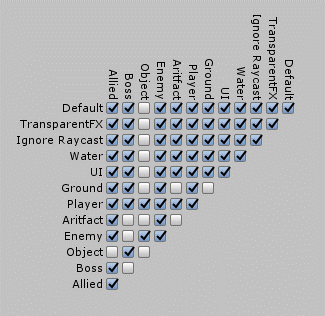 Allied
Boss
Object
Enemy
Aritfact
Player
Ground
UI
Water
Ignore Raycast
TransparentFX
Default
Default
TransparentFX
Ignore Raycast
Water
UI
Ground
Player
Aritfact
Enemy
Object
Boss
Allied